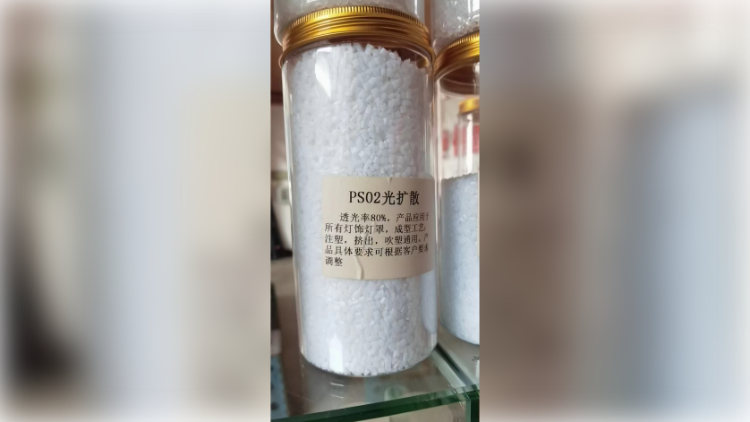 PS02光扩散
透光率80%。产品应用于
所有灯饰灯罩，成型工艺，
注塑，挤出，吹塑通用。产
品具体要求可根据客户要求
调整